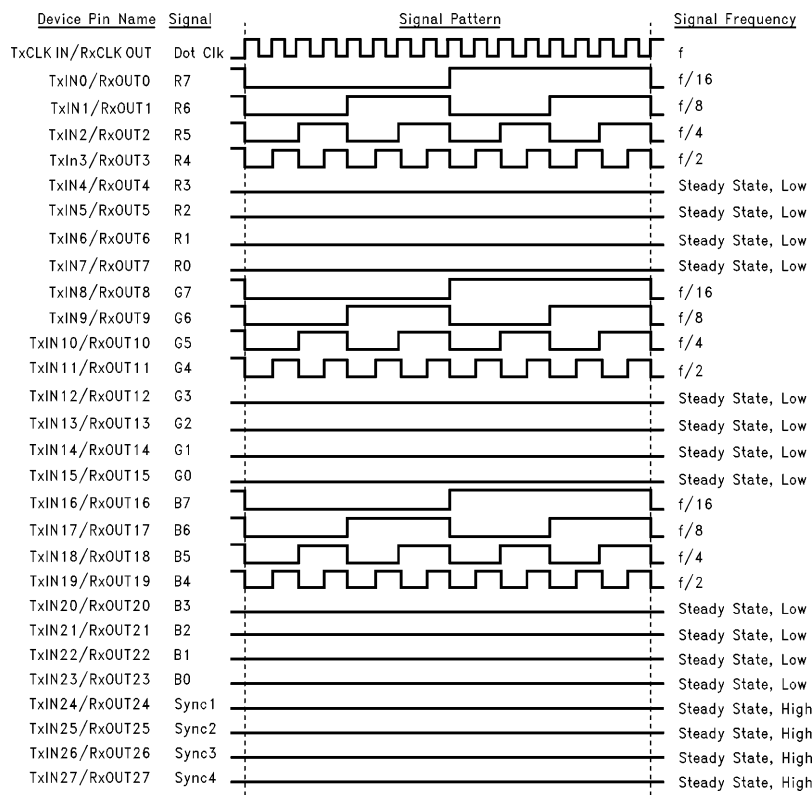 Device Pin Name Signal Signal Pattern Signal Frequency
TxCLK IN/RxCLK OUT Dot Clk f
TxIN0/RxOUT0 R7 f/16
TxIN1/RxOUT1 R6 f/8
TxIN2/RxOUT2 R5 f/4
TxIn3/RxOUT3 R4 f/2
TxIN4/RxOUT4 R3 Steady State, Low
TxIN5/RxOUT5 R2 Steady State, Low
TxIN6/RxOUT6 R1 Steady State, Low
TxIN7/RxOUT7 R0 Steady State, Low
TxIN8/RxOUT8 G7 f/16
TxIN9/RxOUT9 G6 f/8
TxIN10/RxOUT10 G5 f/4
TxIN11/RxOUT11 G4 f/2
TxIN12/RxOUT12 G3 Steady State, Low
TxIN13/RxOUT13 G2 Steady State, Low
TxIN14/RxOUT14 G1 Steady State, Low
TxIN15/RxOUT15 G0 Steady State, Low
TxIN16/RxOUT16 B7 f/16
TxIN17/RxOUT17 B6 f/8
TxIN18/RxOUT18 B5 f/4
TxIN19/RxOUT19 B4 f/2
TxIN20/RxOUT20 B3 Steady State, Low
TxIN21/RxOUT21 B2 Steady State, Low
TxIN22/RxOUT22 B1 Steady State, Low
TxIN23/RxOUT23 B0 Steady State, Low
TxIN24/RxOUT24 Sync1 Steady State, High
TxIN25/RxOUT25 Sync2 Steady State, High
TxIN26/RxOUT26 Sync3 Steady State, High
TxIN27/RxOUT27 Sync4 Steady State, High